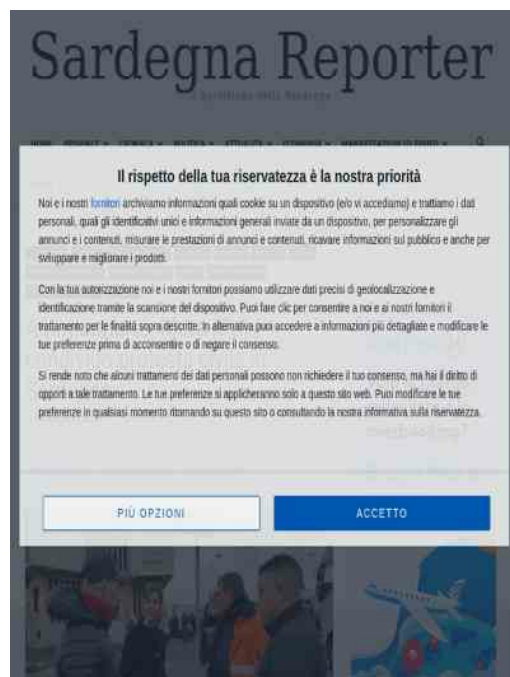 Sardegna Reporter
Il rispetto della tua riservatezza è la nostra priorità
Noi e i nostri fornitori archiviamo informazioni quali cookie su un dispositivo (e/o vi accediamo) e trattiamo i dati
personali, quali gli identificativi unici e informazioni generali inviate da un dispositivo, per personalizzare gli
annunci e i contenuti, misurare le prestazioni di annunci e contenuti, ricavare informazioni sul pubblico e anche per
sviluppare e migliorare i prodotti.
Con la tua autorizzazione noi e i nostri fornitori possiamo utilizzare dati precisi di geolocalizzazione e
identificazione tramite la scansione del dispositivo. Puoi fare clic per consentire a noi e ai nostri fornitori il
trattamento per le finalità sopra descritte. In alternativa puoi accedere a informazioni più dettagliate e modificare le
tue preferenze prima di acconsentire o di negare il consenso.
Si rende noto che alcuni trattamenti dei dati personali possono non richiedere il tuo consenso, ma hai il diritto di
opporti a tale trattamento. Le tue preferenze si applicheranno solo a questo sito web. Puoi modificare le tue
preferenze in qualsiasi momento ritornando su questo sito o consultando la nostra informativa sulla riservatezza.
PIÙ OPZIONI
ACCETTO